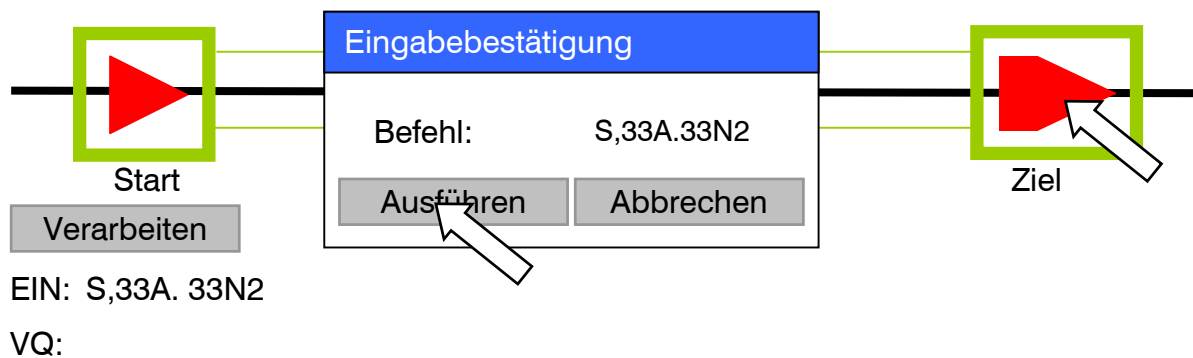 Eingabebestätigung
Befehl: S,33A.33N2
Ausführen Abbrechen
Start
Ziel
Verarbeiten
EIN: S,33A. 33N2
VQ: